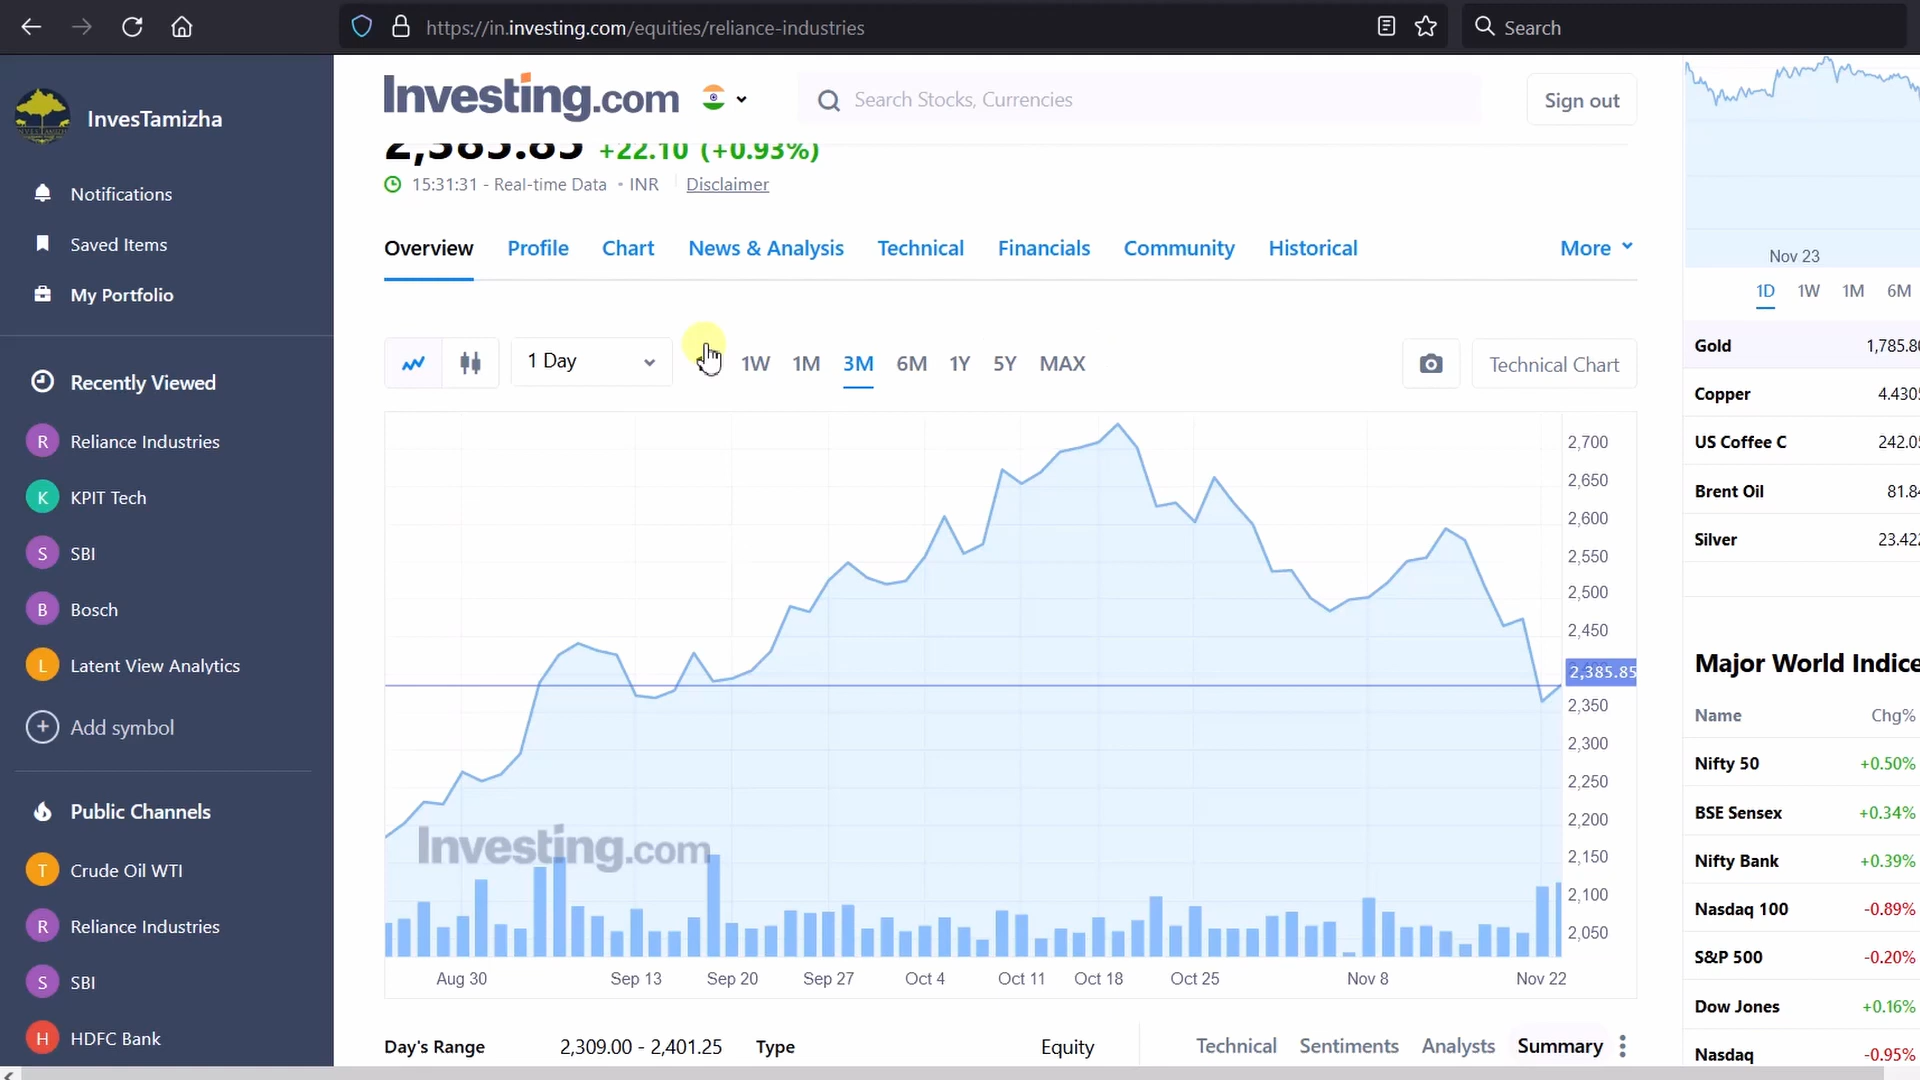 https://in.investing.com/equities/reliance-industries
Search
InvesTamizha
Notifications
Saved Items
My Portfolio
Recently Viewed
R Reliance Industries
K KPIT Tech
S SBI
B Bosch
L Latent View Analytics
+ Add symbol
Public Channels
T Crude Oil WTI
R Reliance Industries
S SBI
H HDFC Bank
Investing.com
Search Stocks, Currencies
Sign out
2,385.85 +22.10 (+0.93%)
15:31:31 - Real-time Data • INR Disclaimer
Overview Profile Chart News & Analysis Technical Financials Community Historical More
1 Day 1W 1M 3M 6M 1Y 5Y MAX Technical Chart
2,700
2,650
2,600
2,550
2,500
2,450
2,385.85
2,350
2,300
2,250
2,200
2,150
2,100
2,050
Investing.com
Aug 30 Sep 13 Sep 20 Sep 27 Oct 4 Oct 11 Oct 18 Oct 25 Nov 8 Nov 22
Day's Range 2,309.00 - 2,401.25 Type Equity
Technical Sentiments Analysts Summary
Nov 23
1D 1W 1M 6M
Gold 1,785.80
Copper 4.4305
US Coffee C 242.05
Brent Oil 81.84
Silver 23.422
Major World Indice
Name Chg%
Nifty 50 +0.50%
BSE Sensex +0.34%
Nifty Bank +0.39%
Nasdaq 100 -0.89%
S&P 500 -0.20%
Dow Jones +0.16%
Nasdaq -0.95%